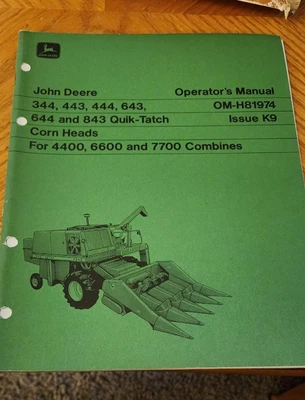 John Deere Operator's Manual
344, 443, 444, 643, OM-H81974
644 and 843 Quik-Tatch Issue K9
Corn Heads
For 4400, 6600 and 7700 Combines